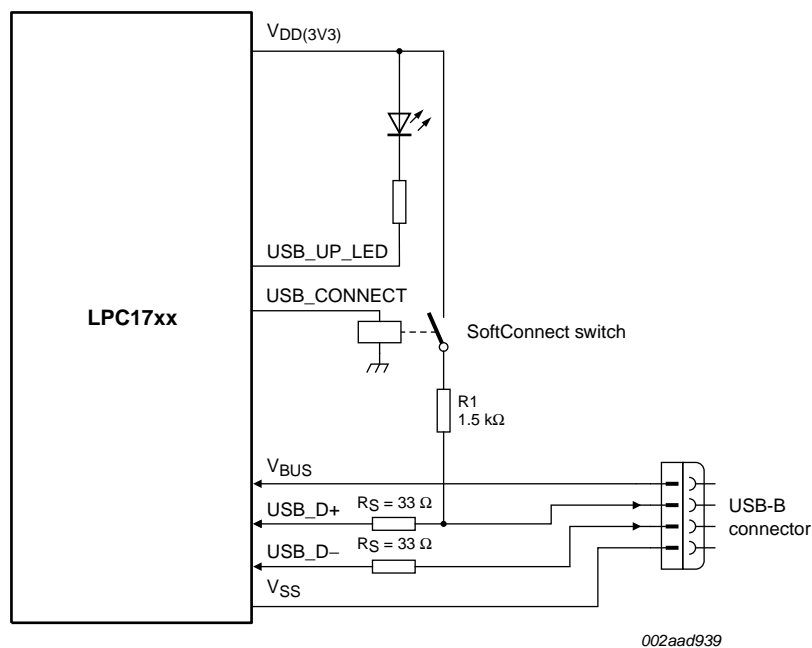 VDD(3V3)
USB_UP_LED
USB_CONNECT
LPC17xx
SoftConnect switch
R1
1.5 kΩ
VBUS
USB_D+
RS = 33 Ω
USB_D−
RS = 33 Ω
VSS
USB-B
connector
002aad939